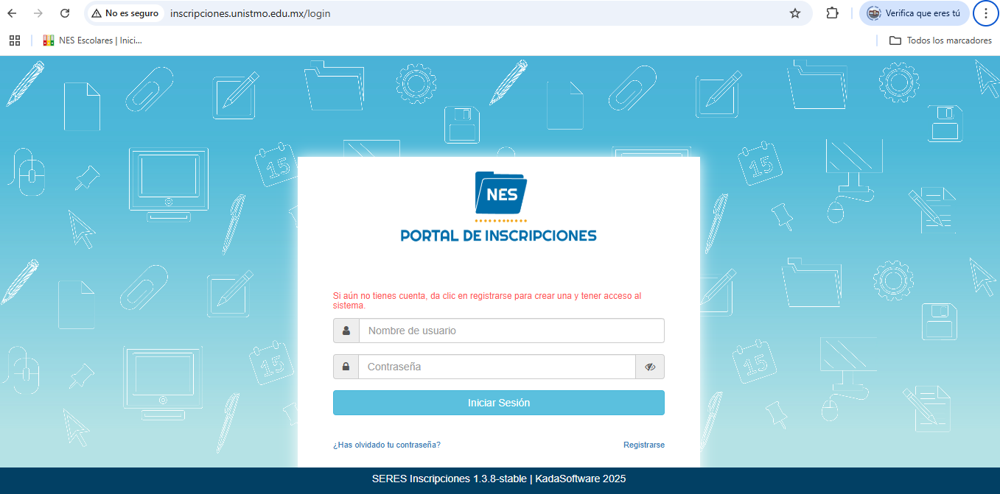 No es seguro
inscripciones.unistmo.edu.mx/login
Verifica que eres tú
NES Escolares | Inici...
Todos los marcadores
15
15
NES
PORTAL DE INSCRIPCIONES
Si aún no tienes cuenta, da clic en registrarse para crear una y tener acceso al
sistema.
Nombre de usuario
Contraseña
Iniciar Sesión
15
15
¿Has olvidado tu contraseña?
Registrarse
SERES Inscripciones 1.3.8-stable | KadaSoftware 2025